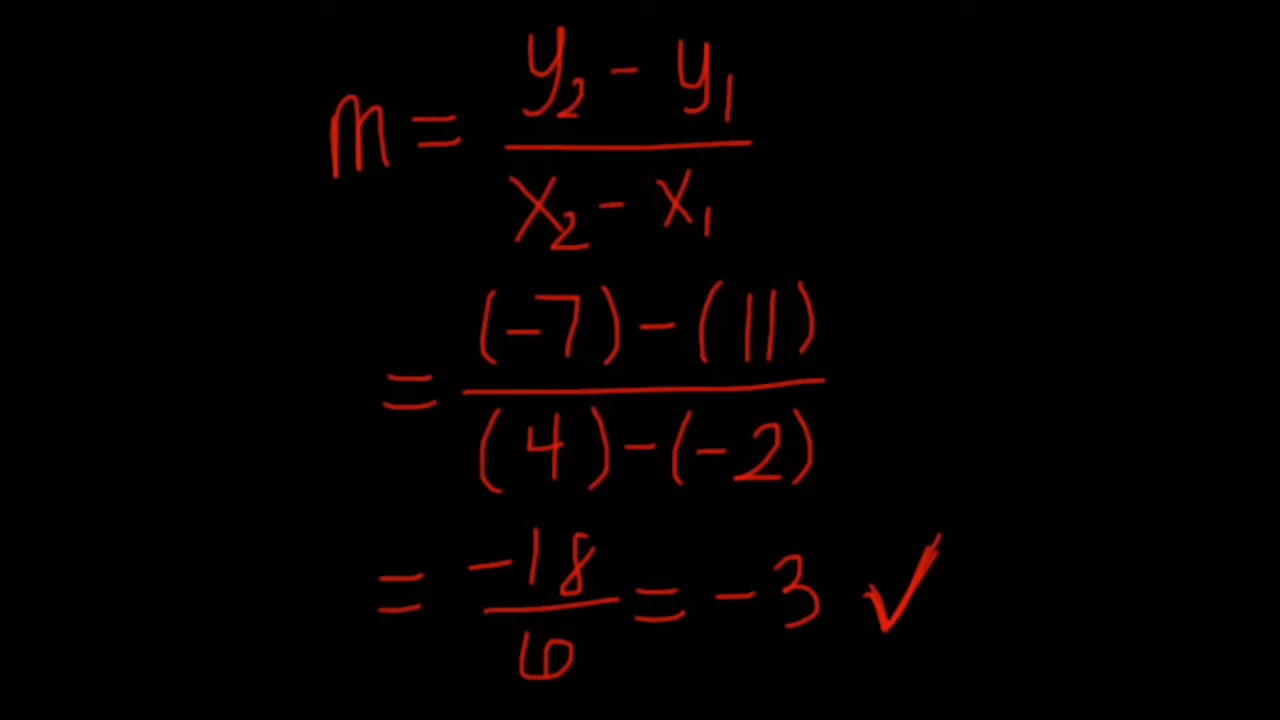 m = y₂ - y₁
x₂ - x₁
= (-7) - (11)
(4) - (-2)
= -18 = -3 ✓
6